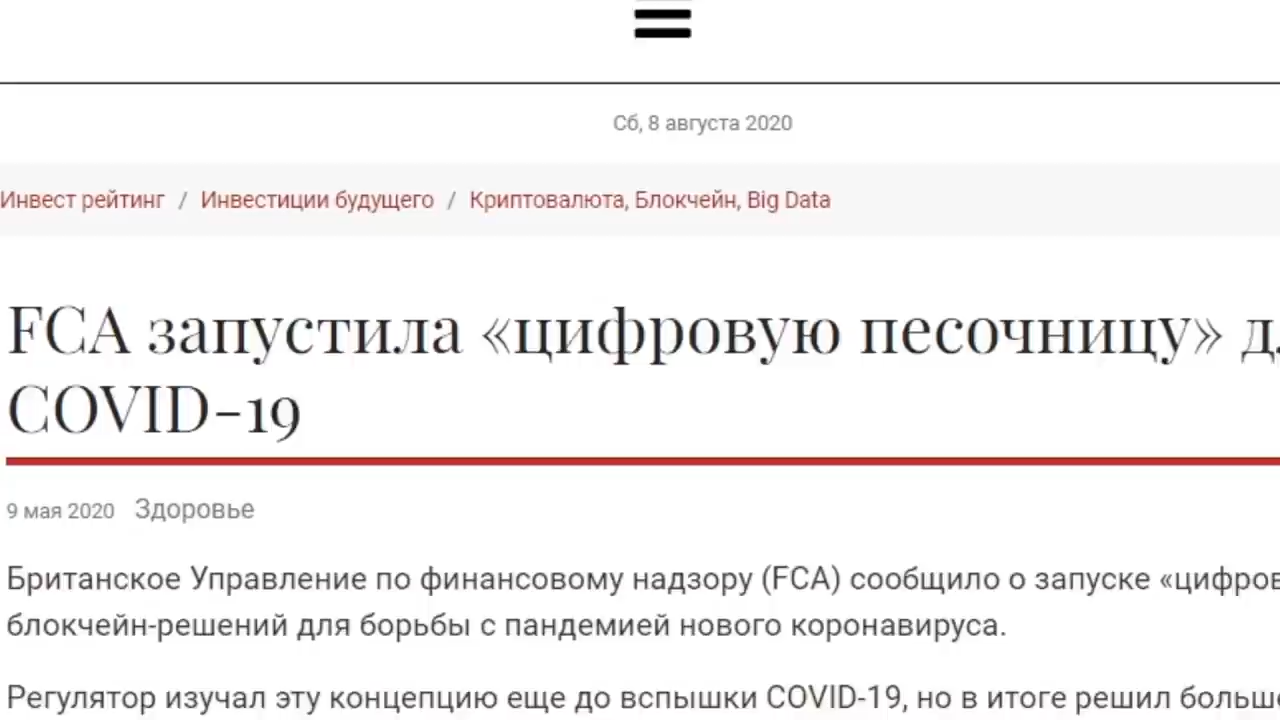 Сб, 8 августа 2020
Инвест рейтинг / Инвестиции будущего / Криптовалюта, Блокчейн, Big Data
FCA запустила «цифровую песочницу»
COVID-19
9 мая 2020 Здоровье
Британское Управление по финансовому надзору (FCA) сообщило о запуске
блокчейн-решений для борьбы с пандемией нового коронавируса.
Регулятор изучал эту концепцию еще до вспышки COVID-19, но в итоге решил